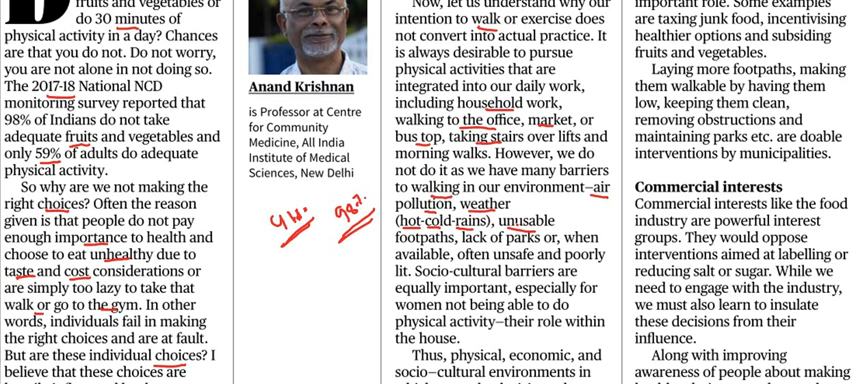 D
fruits and vegetables or
do 30 minutes of
physical activity in a day? Chances
are that you do not. Do not worry,
you are not alone in not doing so.
The 2017-18 National NCD
monitoring survey reported that
98% of Indians do not take
adequate fruits and vegetables and
only 59% of adults do adequate
physical activity.
So why are we not making the
right choices? Often the reason
given is that people do not pay
enough importance to health and
choose to eat unhealthy due to
taste and cost considerations or
are simply too lazy to take that
walk or go to the gym. In other
words, individuals fail in making
the right choices and are at fault.
But are these individual choices? I
believe that these choices are
Anand Krishnan
is Professor at Centre
for Community
Medicine, All India
Institute of Medical
Sciences, New Delhi
98%
Now, let us understand why our
intention to walk or exercise does
not convert into actual practice. It
is always desirable to pursue
physical activities that are
integrated into our daily work,
including household work,
walking to the office, market, or
bus top, taking stairs over lifts and
morning walks. However, we do
not do it as we have many barriers
to walking in our environment—air
pollution, weather
(hot-cold-rains), unusable
footpaths, lack of parks or, when
available, often unsafe and poorly
lit. Socio-cultural barriers are
equally important, especially for
women not being able to do
physical activity—their role within
the house.
Thus, physical, economic, and
socio—cultural environments in
important role. Some examples
are taxing junk food, incentivising
healthier options and subsiding
fruits and vegetables.
Laying more footpaths, making
them walkable by having them
low, keeping them clean,
removing obstructions and
maintaining parks etc. are doable
interventions by municipalities.
Commercial interests
Commercial interests like the food
industry are powerful interest
groups. They would oppose
interventions aimed at labelling or
reducing salt or sugar. While we
need to engage with the industry,
we must also learn to insulate
these decisions from their
influence.
Along with improving
awareness of people about making